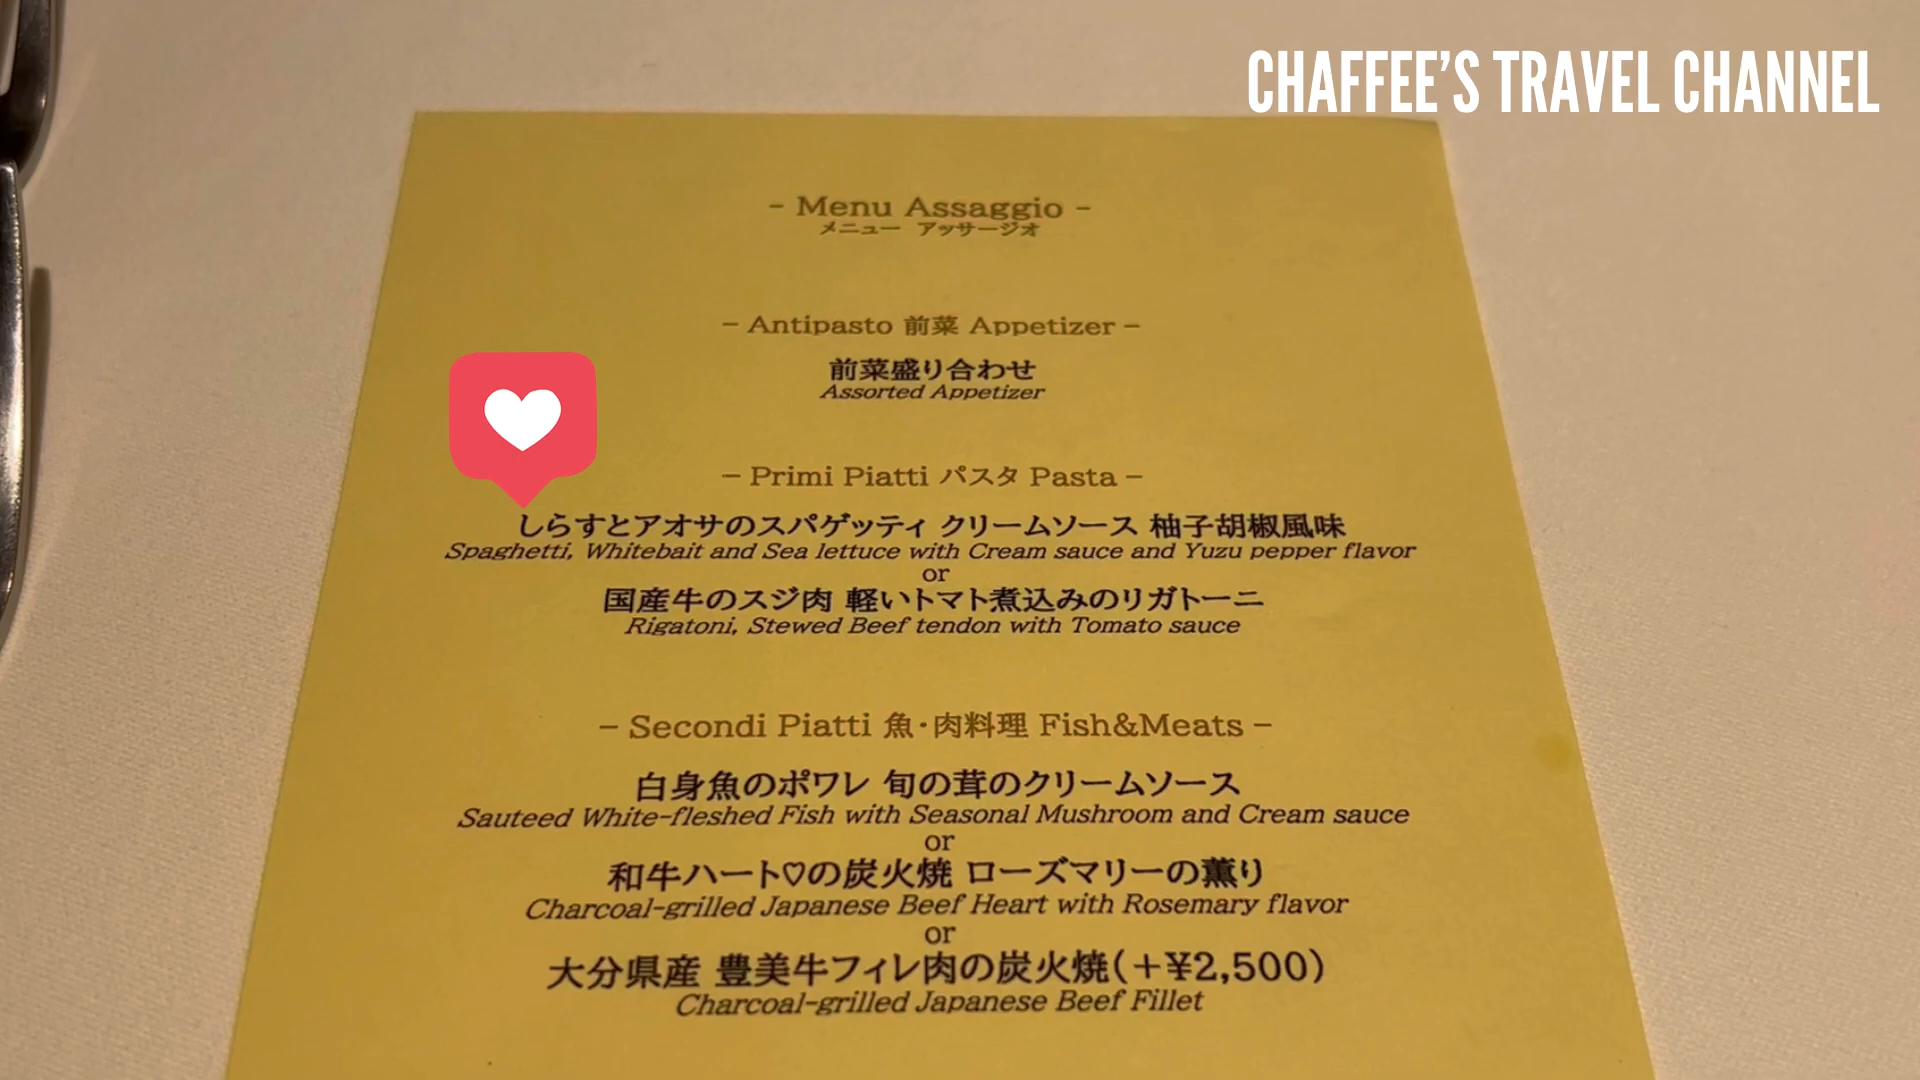 CHAFFEE'S TRAVEL CHANNEL
- Menu Assaggio -
メニュー アッサージオ
- Antipasto 前菜 Appetizer -
前菜盛り合わせ
Assorted Appetizer
- Primi Piatti パスタ Pasta -
しらすとアオサのスパゲッティ クリームソース 柚子胡椒風味
Spaghetti, Whitebait and Sea lettuce with Cream sauce and Yuzu pepper flavor
or
国産牛のスジ肉 軽いトマト煮込みのリガトーニ
Rigatoni, Stewed Beef tendon with Tomato sauce
- Secondi Piatti 魚・肉料理 Fish&Meats -
白身魚のポワレ 旬の茸のクリームソース
Sauteed White-fleshed Fish with Seasonal Mushroom and Cream sauce
or
和牛ハート♡の炭火焼 ローズマリーの薫り
Charcoal-grilled Japanese Beef Heart with Rosemary flavor
or
大分県産 豊美牛フィレ肉の炭火焼(+¥2,500)
Charcoal-grilled Japanese Beef Fillet